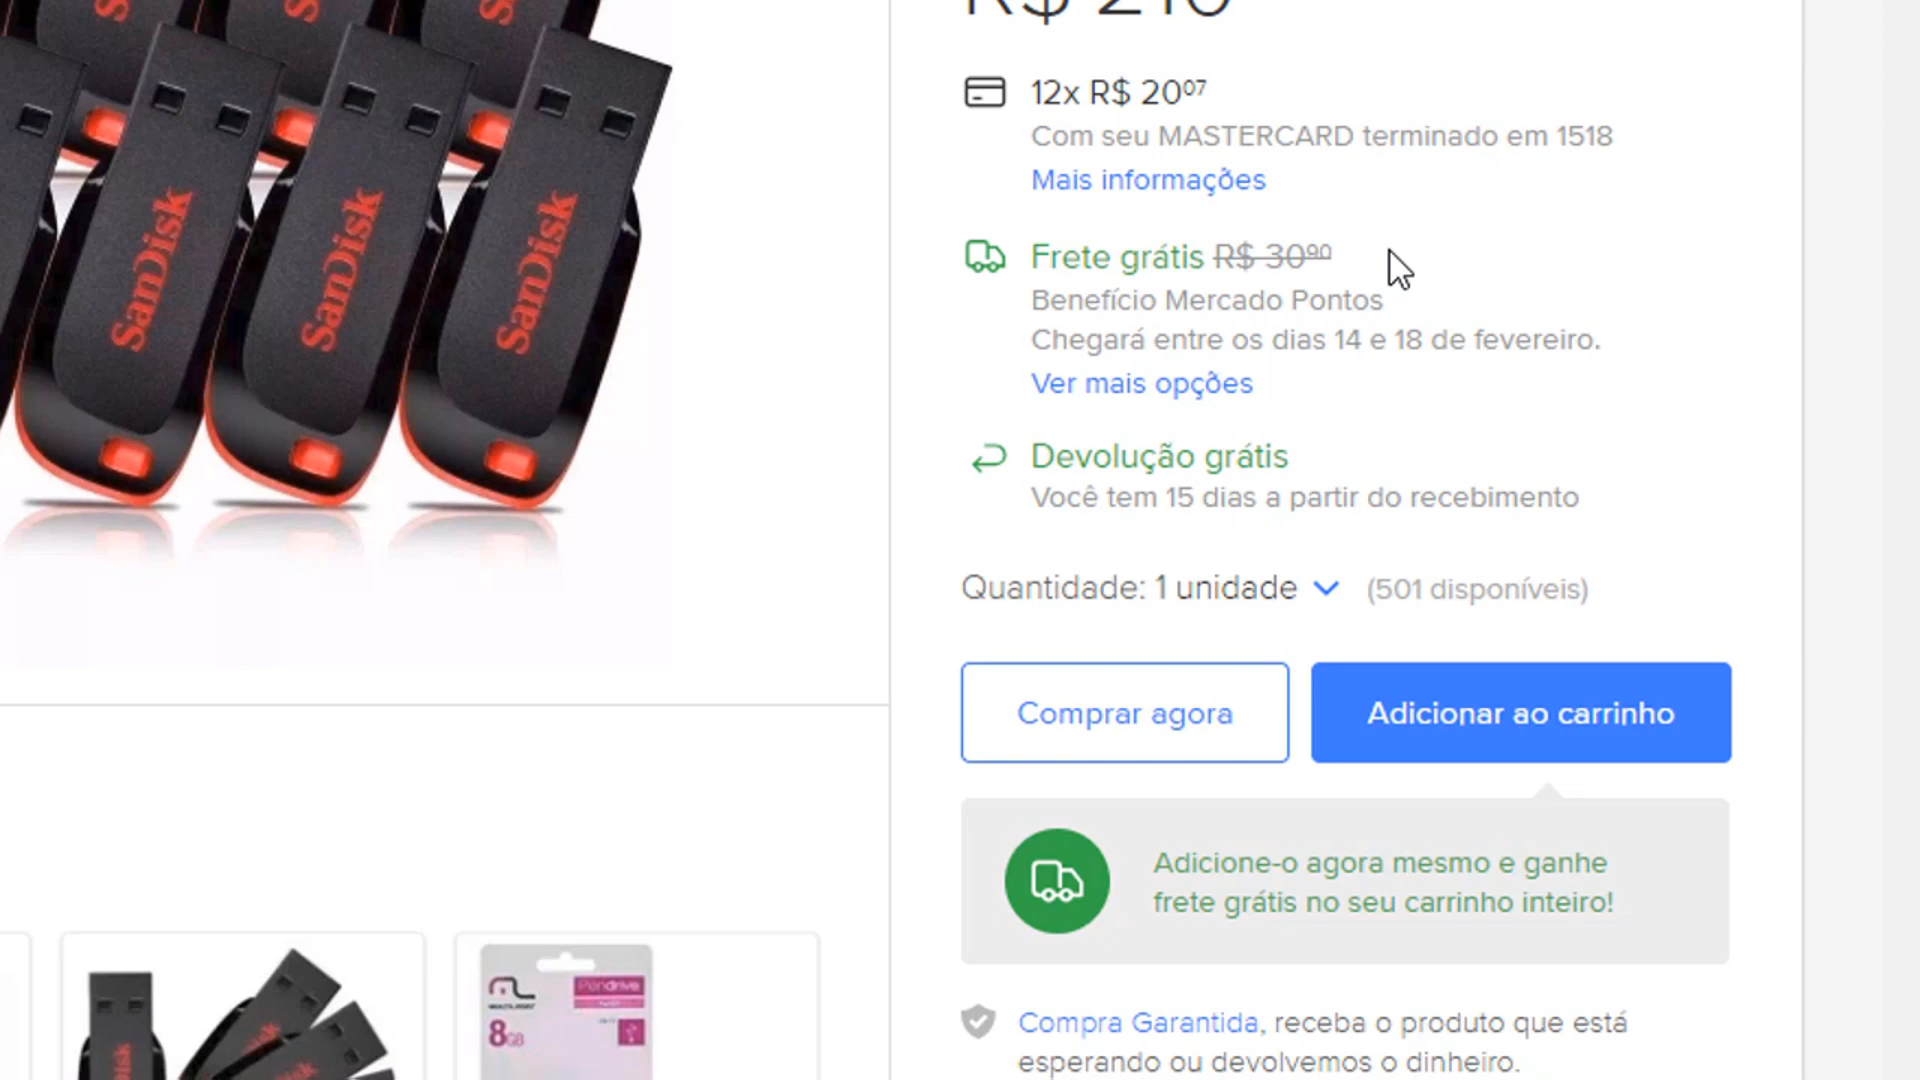 12x R$ 20⁰⁷
Com seu MASTERCARD terminado em 1518
Mais informações
Frete grátis R$ 30⁹⁰
Benefício Mercado Pontos
Chegará entre os dias 14 e 18 de fevereiro.
Ver mais opções
Devolução grátis
Você tem 15 dias a partir do recebimento
Quantidade: 1 unidade (501 disponíveis)
Comprar agora
Adicionar ao carrinho
Adicione-o agora mesmo e ganhe
frete grátis no seu carrinho inteiro!
Compra Garantida, receba o produto que está
esperando ou devolvemos o dinheiro.
SanDisk
SanDisk
SanDisk
Pendrive
8GB